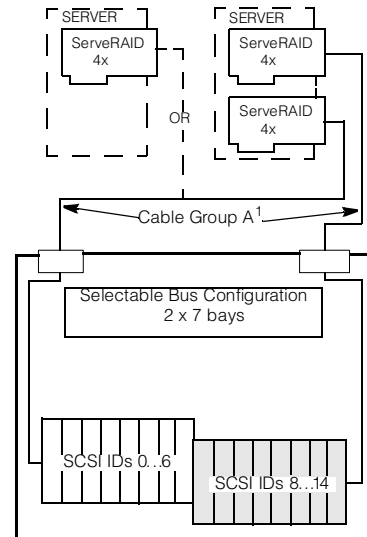 SERVER
ServeRAID
4x
SERVER
ServeRAID
4x
OR
ServeRAID
4x
Cable Group A1
Selectable Bus Configuration
2 x 7 bays
SCSI IDs 0...6
SCSI IDs 8...14